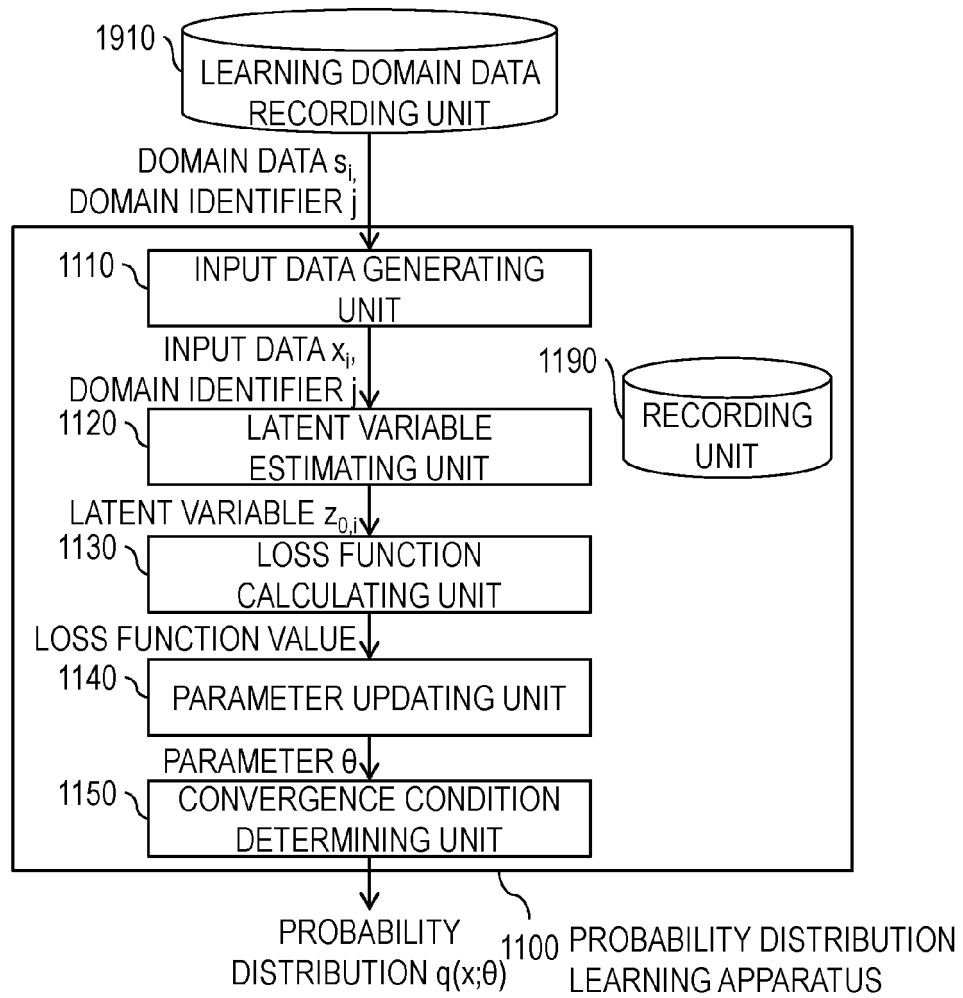 1910
LEARNING DOMAIN DATA
RECORDING UNIT
DOMAIN DATA s_i,
DOMAIN IDENTIFIER j
1110
INPUT DATA GENERATING
UNIT
INPUT DATA x_i,
DOMAIN IDENTIFIER j
1190
RECORDING
UNIT
1120
LATENT VARIABLE
ESTIMATING UNIT
LATENT VARIABLE z_0,i
1130
LOSS FUNCTION
CALCULATING UNIT
LOSS FUNCTION VALUE
1140
PARAMETER UPDATING UNIT
PARAMETER θ
1150
CONVERGENCE CONDITION
DETERMINING UNIT
PROBABILITY
DISTRIBUTION q(x;θ)
1100 PROBABILITY DISTRIBUTION
LEARNING APPARATUS